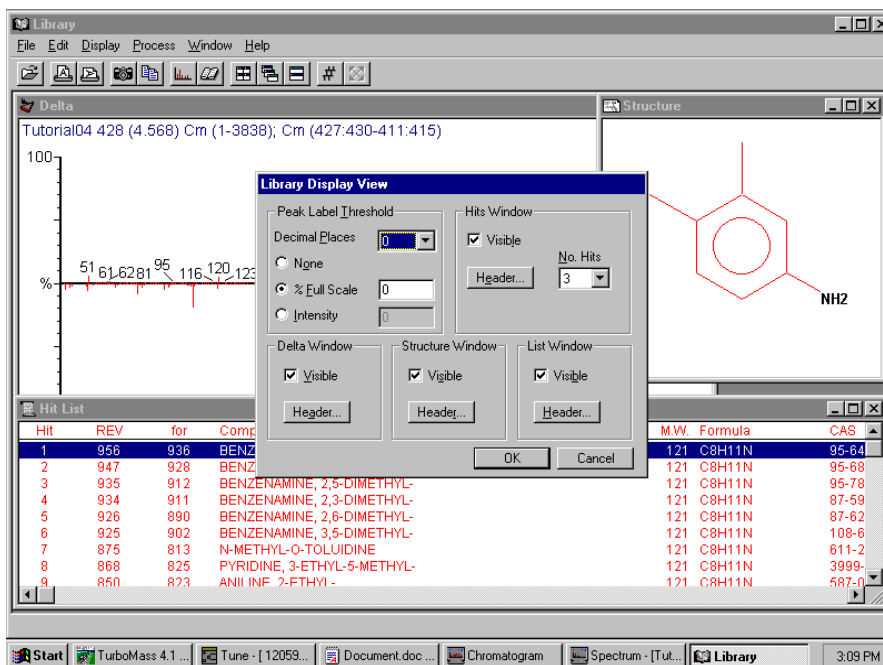 Library
File Edit Display Process Window Help
Delta
Tutorial04 428 (4.568) Cm (1-3838); Cm (427:430-411:415)
100
%
51 61 62 81 95 116 120 123
Structure
NH2
Library Display View
Peak Label Threshold
Decimal Places 0
None
% Full Scale 0
Intensity 0
Hits Window
Visible
No. Hits
Header... 3
Delta Window
Visible
Header...
Structure Window
Visible
Header...
List Window
Visible
Header...
OK Cancel
Hit List
Hit REV for M.W. Formula CAS
1 956 936 121 C8H11N 95-64
2 947 928 121 C8H11N 95-68
3 935 912 BENZENAMINE, 2,5-DIMETHYL- 121 C8H11N 95-78
4 934 911 BENZENAMINE, 2,3-DIMETHYL- 121 C8H11N 87-59
5 926 890 BENZENAMINE, 2,6-DIMETHYL- 121 C8H11N 87-62
6 925 902 BENZENAMINE, 3,5-DIMETHYL- 121 C8H11N 108-6
7 875 813 N-METHYL-O-TOLUIDINE 121 C8H11N 611-2
8 868 825 PYRIDINE, 3-ETHYL-5-METHYL- 121 C8H11N 3999-
9 850 823 ANILINE, 2-ETHYL- 121 C8H11N 587-0
Start TurboMass 4.1 ... Tune - [ 12059... Document.doc ... Chromatogram Spectrum - [Tut... Library 3:09 PM